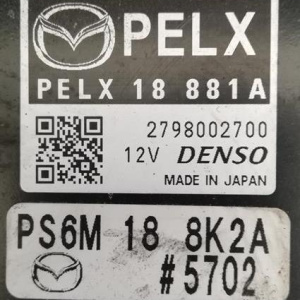 PELX
PELX 18 881A
2798002700
12V DENSO
MADE IN JAPAN
PS6M 18 8K2A
#5702